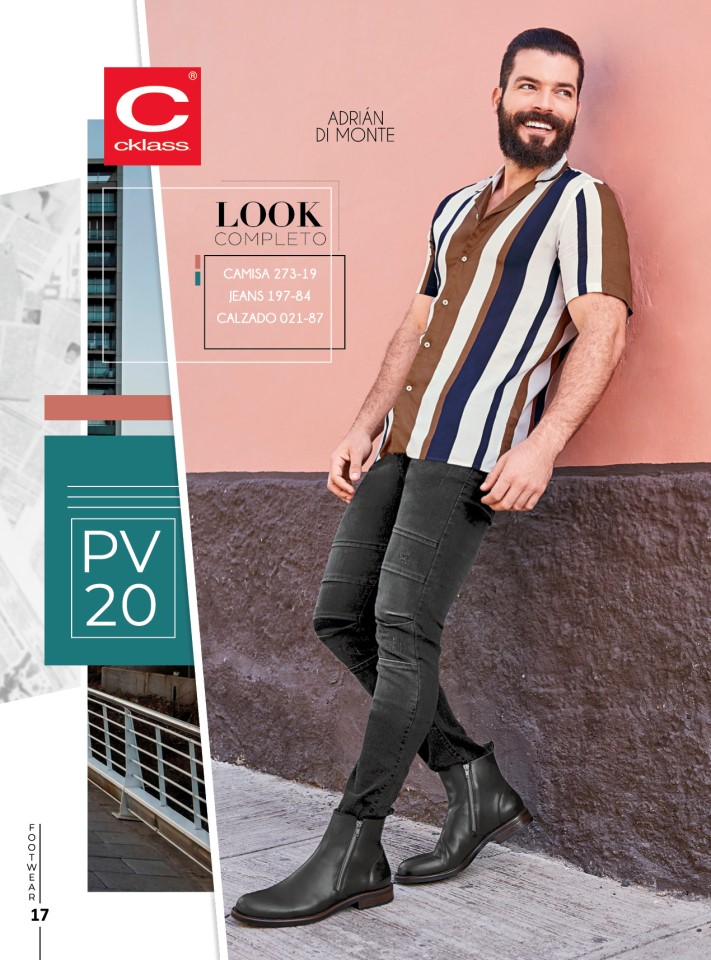 ®
C
cklass®
ADRIÁN
DI MONTE
LOOK
COMPLETO
CAMISA 273-19
JEANS 197-84
CALZADO 021-87
PV
20
FOOTWEAR
17